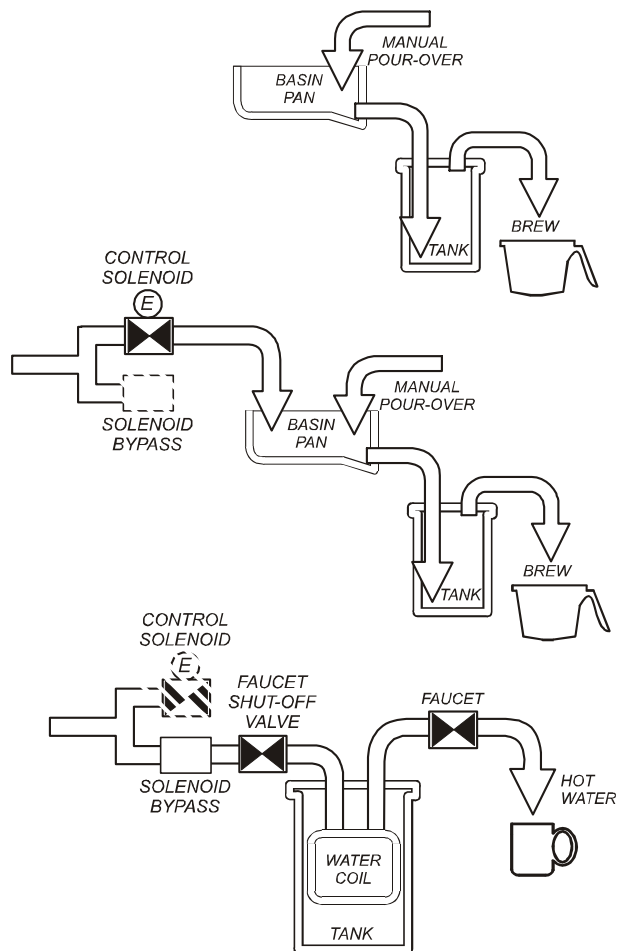 MANUAL
POUR-OVER
BASIN
PAN
TANK
BREW
CONTROL
SOLENOID
E
SOLENOID
BYPASS
MANUAL
POUR-OVER
BASIN
PAN
TANK
BREW
CONTROL
SOLENOID
E
FAUCET
SHUT-OFF
VALVE
FAUCET
SOLENOID
BYPASS
HOT
WATER
WATER
COIL
TANK